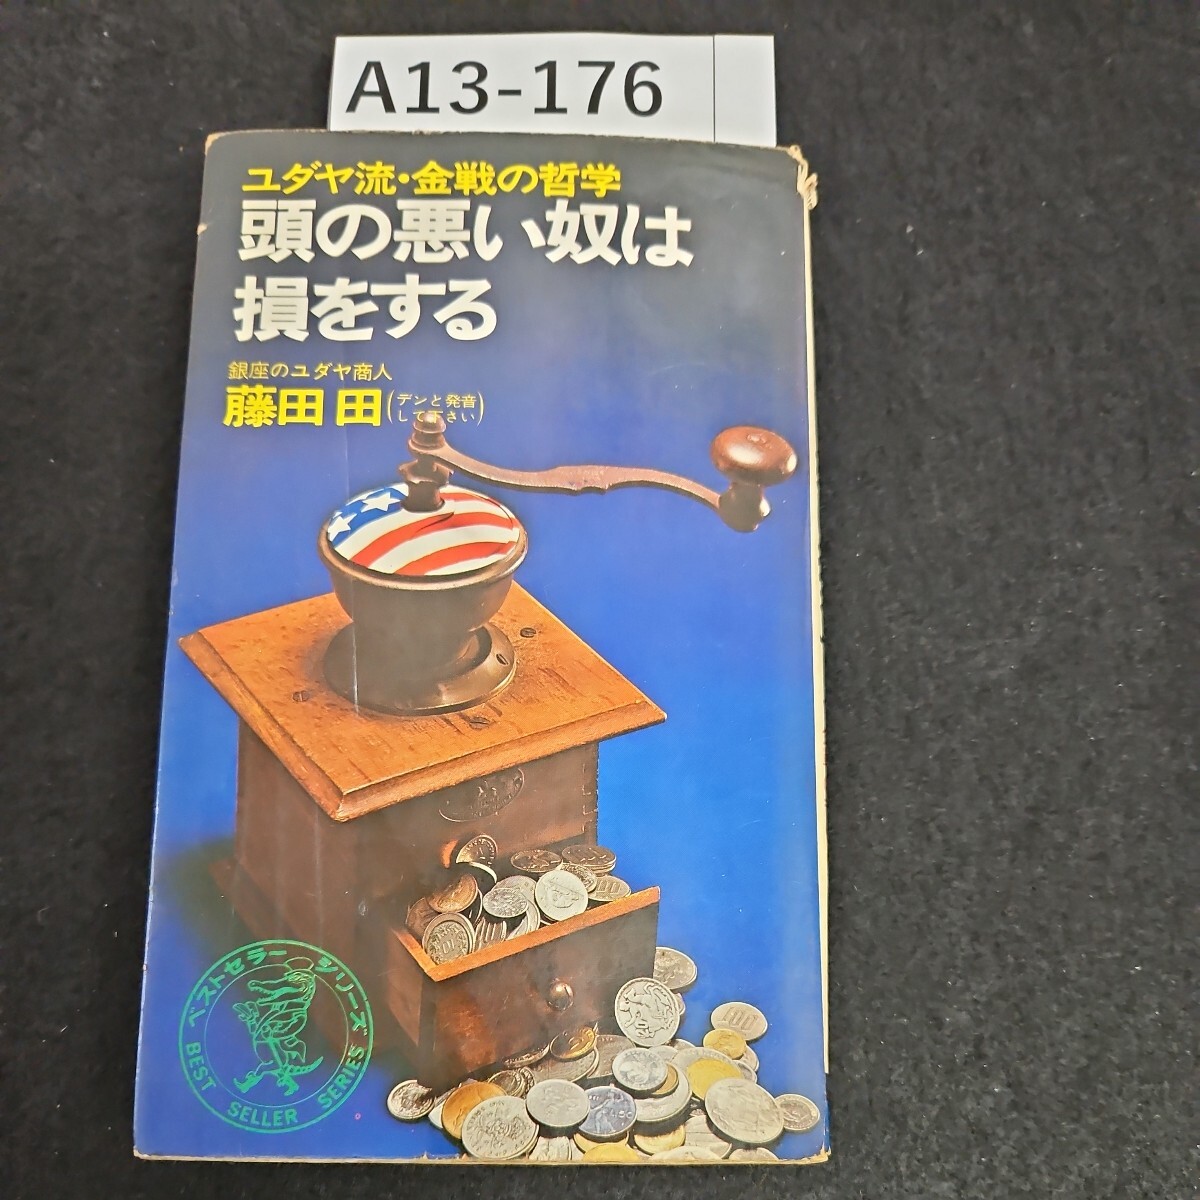 A13-176
ユダヤ流・金戦の哲学
頭の悪い奴は
損をする
銀座のユダヤ商人
藤田 田(デンと発音
して下さい)
ベストセラー シリーズ
BEST SELLER SERIES